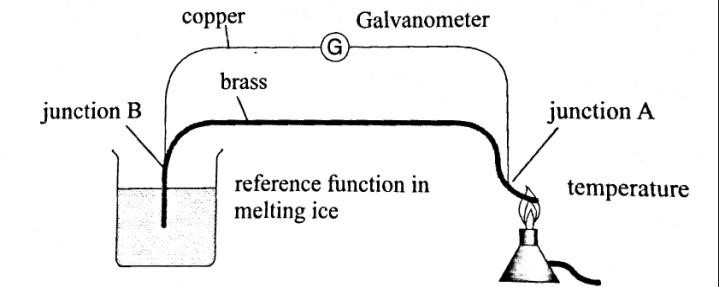 copper
Galvanometer
G
brass
junction B
junction A
reference function in
melting ice
temperature